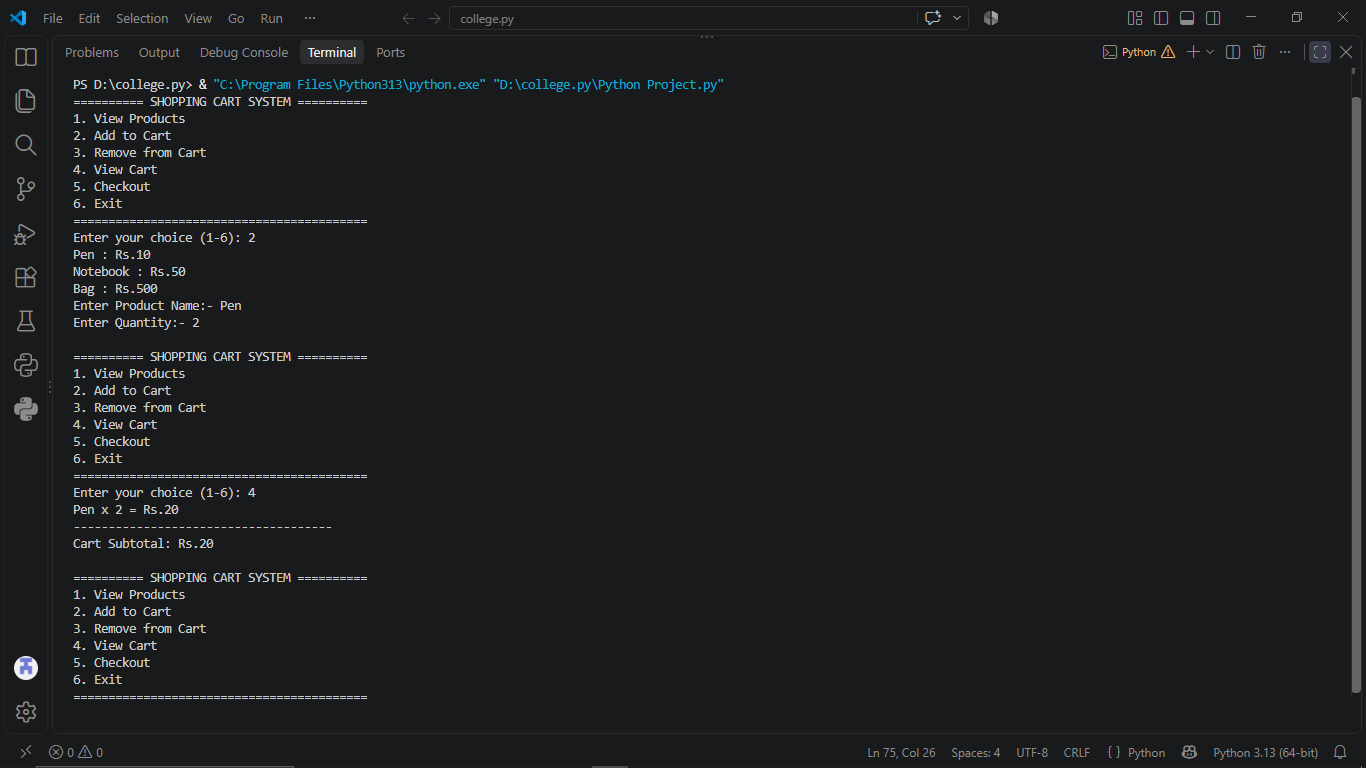 File Edit Selection View Go Run ··· college.py
Problems Output Debug Console Terminal Ports Python
PS D:\college.py> & "C:\Program Files\Python313\python.exe" "D:\college.py\Python Project.py"
========== SHOPPING CART SYSTEM ==========
1. View Products
2. Add to Cart
3. Remove from Cart
4. View Cart
5. Checkout
6. Exit
==========================================
Enter your choice (1-6): 2
Pen : Rs.10
Notebook : Rs.50
Bag : Rs.500
Enter Product Name:- Pen
Enter Quantity:- 2
========== SHOPPING CART SYSTEM ==========
1. View Products
2. Add to Cart
3. Remove from Cart
4. View Cart
5. Checkout
6. Exit
==========================================
Enter your choice (1-6): 4
Pen x 2 = Rs.20
-------------------------------------
Cart Subtotal: Rs.20
========== SHOPPING CART SYSTEM ==========
1. View Products
2. Add to Cart
3. Remove from Cart
4. View Cart
5. Checkout
6. Exit
==========================================
0 0 Ln 75, Col 26 Spaces: 4 UTF-8 CRLF { } Python Python 3.13 (64-bit)